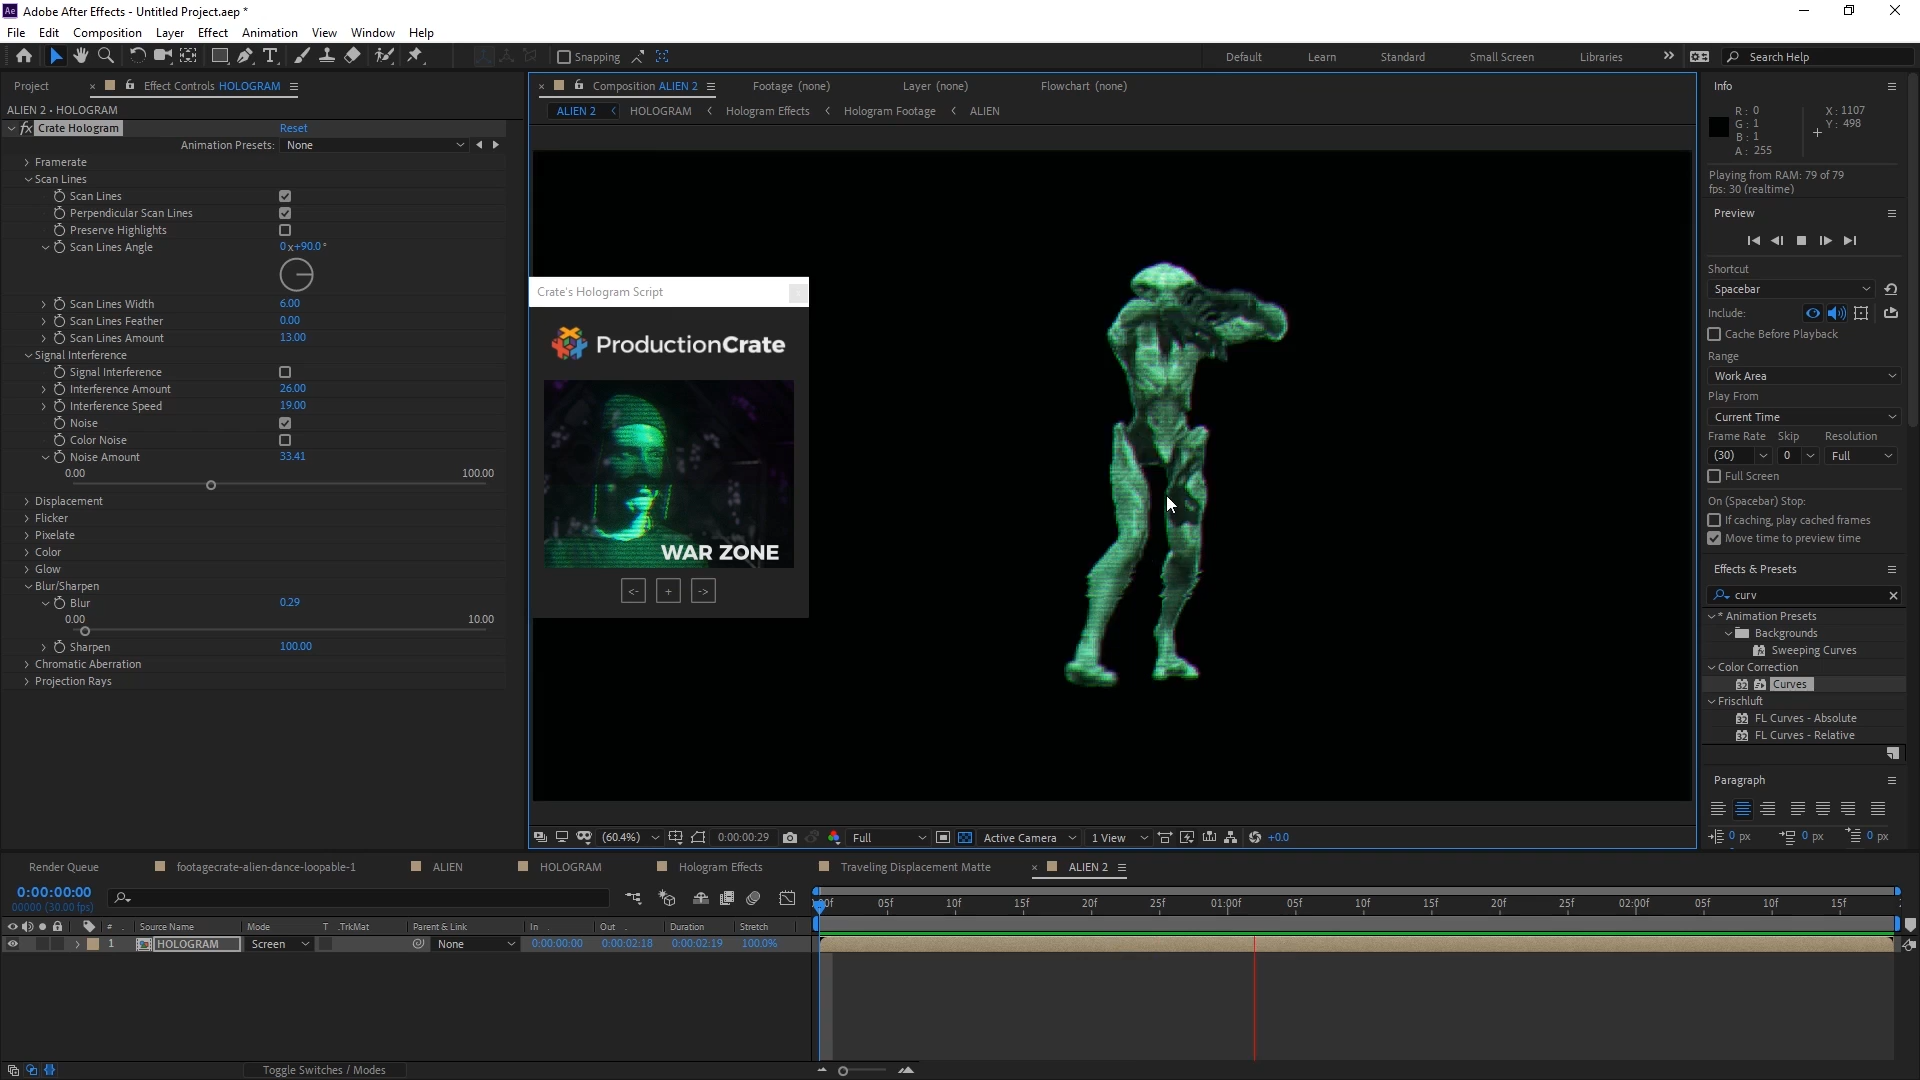 Adobe After Effects - Untitled Project.aep *
File Edit Composition Layer Effect Animation View Window Help
Snapping Default Learn Standard Small Screen Libraries Search Help
Project Effect Controls HOLOGRAM
ALIEN 2 • HOLOGRAM
fx Crate Hologram Reset
Animation Presets: None
Framerate
Scan Lines
Scan Lines
Perpendicular Scan Lines
Preserve Highlights
Scan Lines Angle 0x+90.0°
Scan Lines Width 6.00
Scan Lines Feather 0.00
Scan Lines Amount 13.00
Signal Interference
Signal Interference
Interference Amount 26.00
Interference Speed 19.00
Noise
Color Noise
Noise Amount 33.41
0.00 100.00
Displacement
Flicker
Pixelate
Color
Glow
Blur/Sharpen
Blur 0.29
0.00 10.00
Sharpen 100.00
Chromatic Aberration
Projection Rays
Composition ALIEN 2 Footage (none) Layer (none) Flowchart (none)
ALIEN 2 HOLOGRAM Hologram Effects Hologram Footage ALIEN
Crate's Hologram Script
ProductionCrate
WAR ZONE
<- + ->
(60.4%) 0:00:00:29 Full Active Camera 1 View +0.0
Info
R: 0 X: 1107
G: 1 Y: 498
B: 1
A: 255
Playing from RAM: 79 of 79
fps: 30 (realtime)
Preview
Shortcut
Spacebar
Include:
Cache Before Playback
Range
Work Area
Play From
Current Time
Frame Rate Skip Resolution
(30) 0 Full
Full Screen
On (Spacebar) Stop:
If caching, play cached frames
Move time to preview time
Effects & Presets
curv
* Animation Presets
Backgrounds
Sweeping Curves
Color Correction
Curves
Frischluft
FL Curves - Absolute
FL Curves - Relative
Paragraph
0 px 0 px 0 px
Render Queue footagecrate-alien-dance-loopable-1 ALIEN HOLOGRAM Hologram Effects Traveling Displacement Matte ALIEN 2
0:00:00:00
00000 (30.00 fps)
05f 10f 15f 20f 25f 01:00f 05f 10f 15f 20f 25f 02:00f 05f 10f 15f
# Source Name Mode T .TrkMat Parent & Link In Out Duration Stretch
1 HOLOGRAM Screen None 0:00:00:00 0:00:02:18 0:00:02:19 100.0%
Toggle Switches / Modes